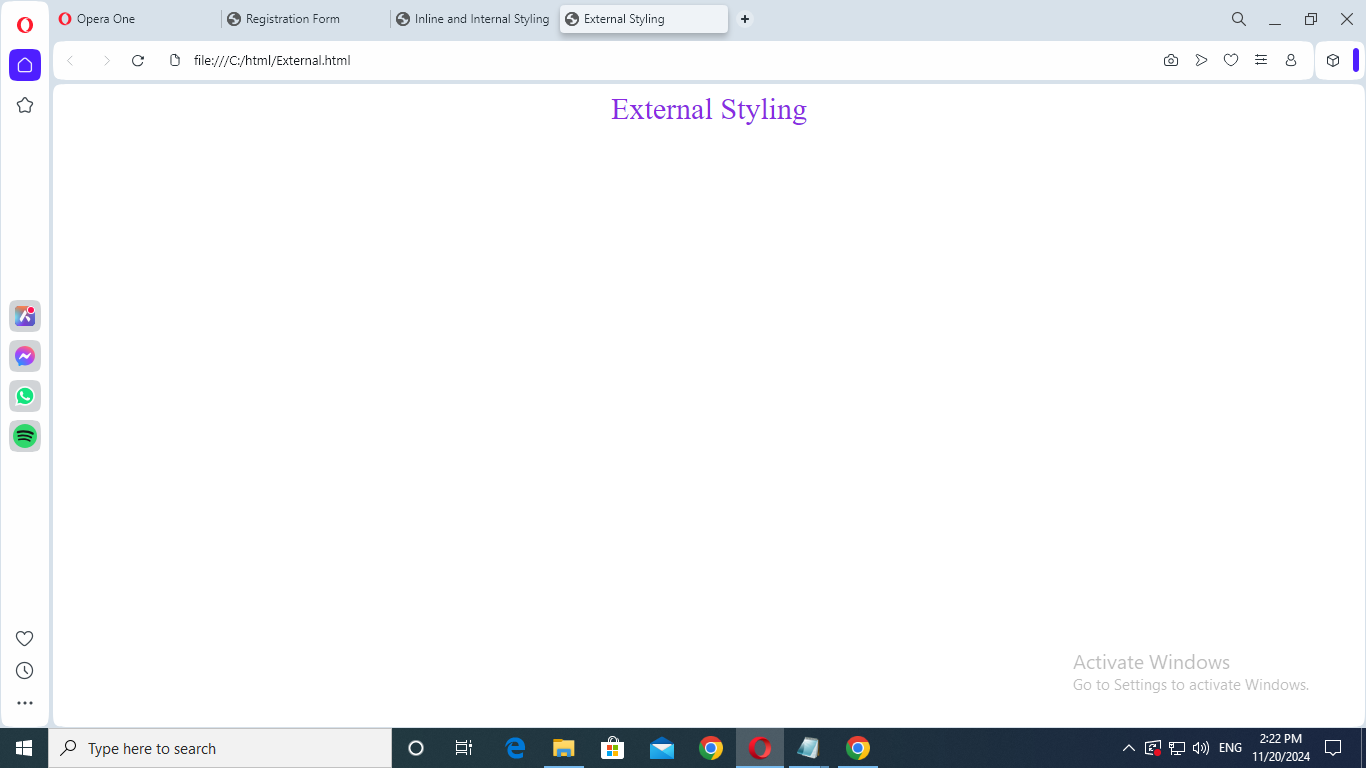 Opera One
Registration Form
Inline and Internal Styling
External Styling
file:///C:/html/External.html
External Styling
Activate Windows
Go to Settings to activate Windows.
Type here to search
ENG
2:22 PM
11/20/2024